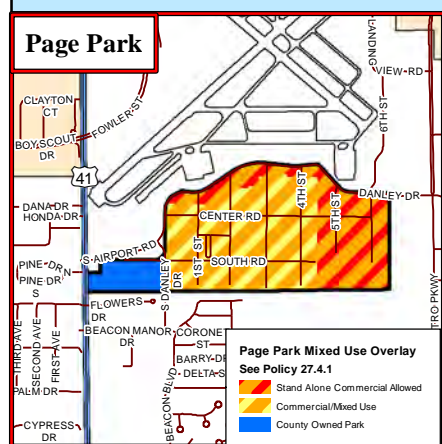 Page Park
LANDING
VIEW RD
6TH ST
CLAYTON
CT
FOWLER ST
BOY SCOUT
DR
41
DANLEY DR
4TH ST
5TH ST
DANA DR
HONDA DR
CENTER RD
S AIRPORT RD
1ST ST
SOUTH RD
PINE DR N
PINE DR
S
S DANLEY
DR
FLOWERS
DR
TRO PKWY
THIRD AVE
SECOND AVE
FIRST AVE
BEACON MANOR
DR
CORONET
ST
BARRY DR
DELTA S
PALM DR
BEACON BLVD
CYPRESS
DR
Page Park Mixed Use Overlay
See Policy 27.4.1
Stand Alone Commercial Allowed
Commercial/Mixed Use
County Owned Park